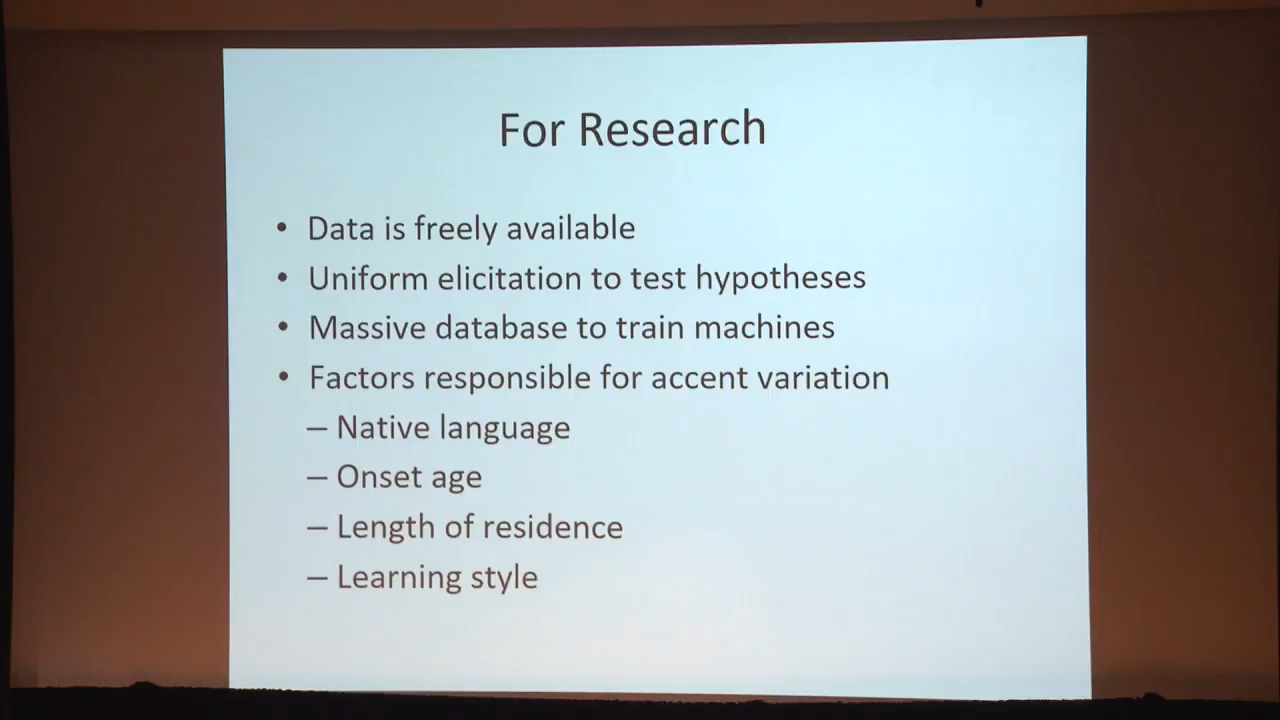 For Research
• Data is freely available
• Uniform elicitation to test hypotheses
• Massive database to train machines
• Factors responsible for accent variation
– Native language
– Onset age
– Length of residence
– Learning style